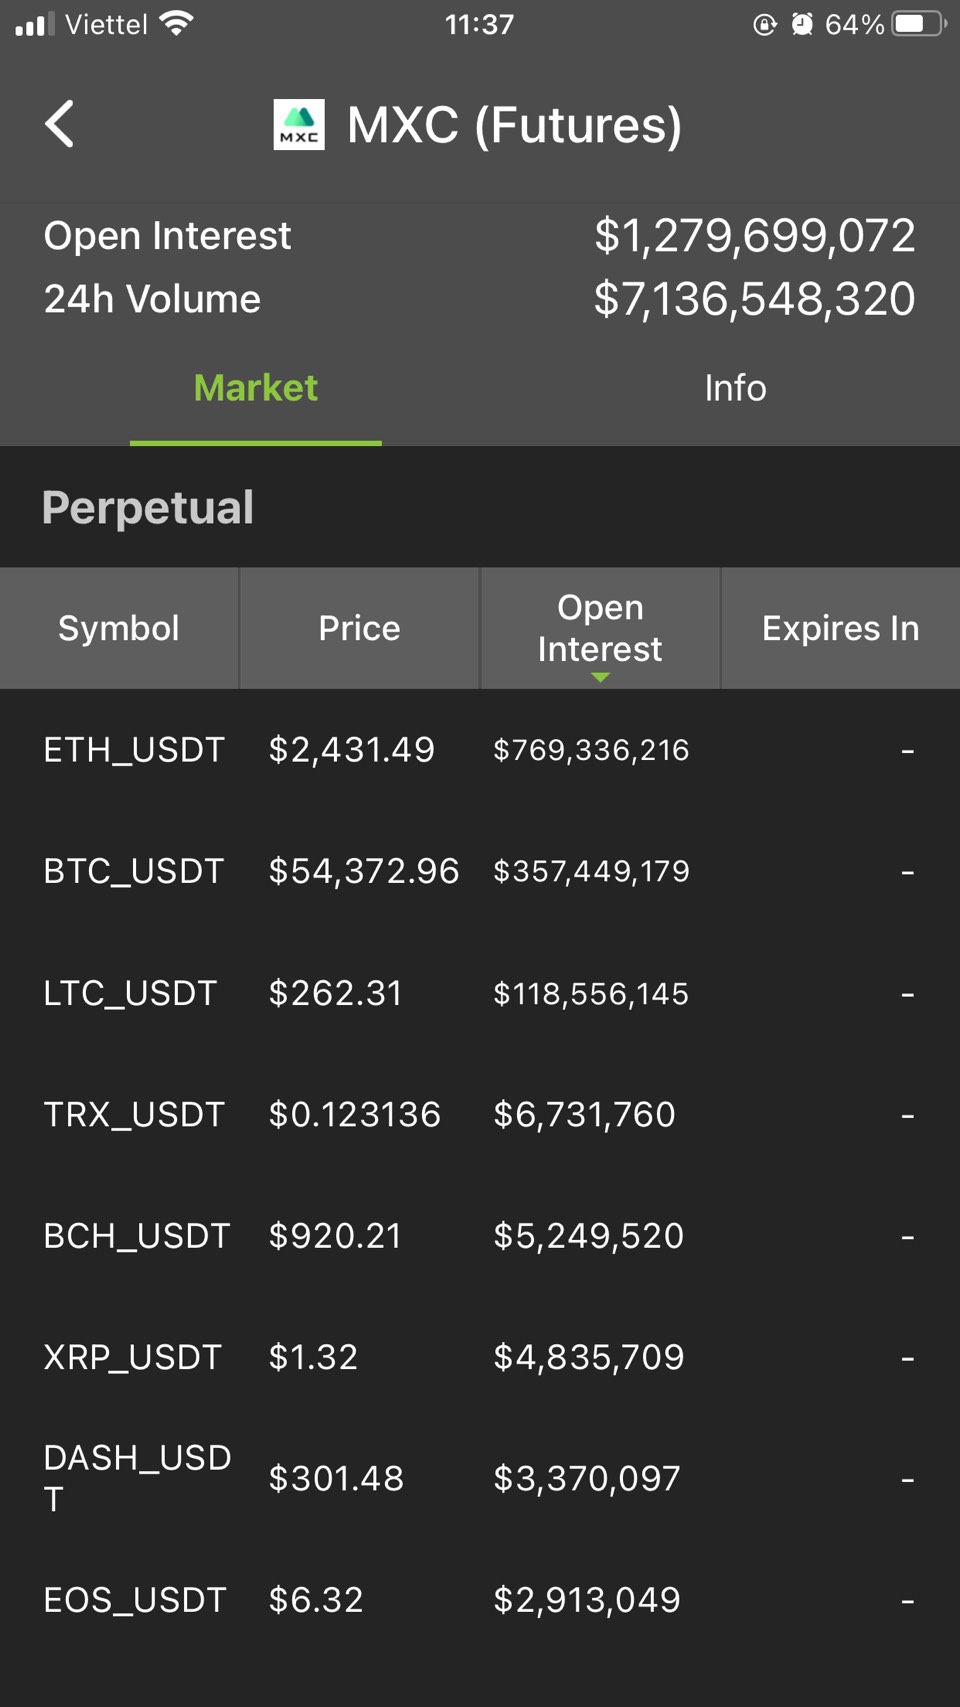 Viettel 11:37 64%
MXC MXC (Futures)
Open Interest $1,279,699,072
24h Volume $7,136,548,320
Market Info
Perpetual
Symbol Price Open Interest Expires In
ETH_USDT $2,431.49 $769,336,216 -
BTC_USDT $54,372.96 $357,449,179 -
LTC_USDT $262.31 $118,556,145 -
TRX_USDT $0.123136 $6,731,760 -
BCH_USDT $920.21 $5,249,520 -
XRP_USDT $1.32 $4,835,709 -
DASH_USD
T $301.48 $3,370,097 -
EOS_USDT $6.32 $2,913,049 -